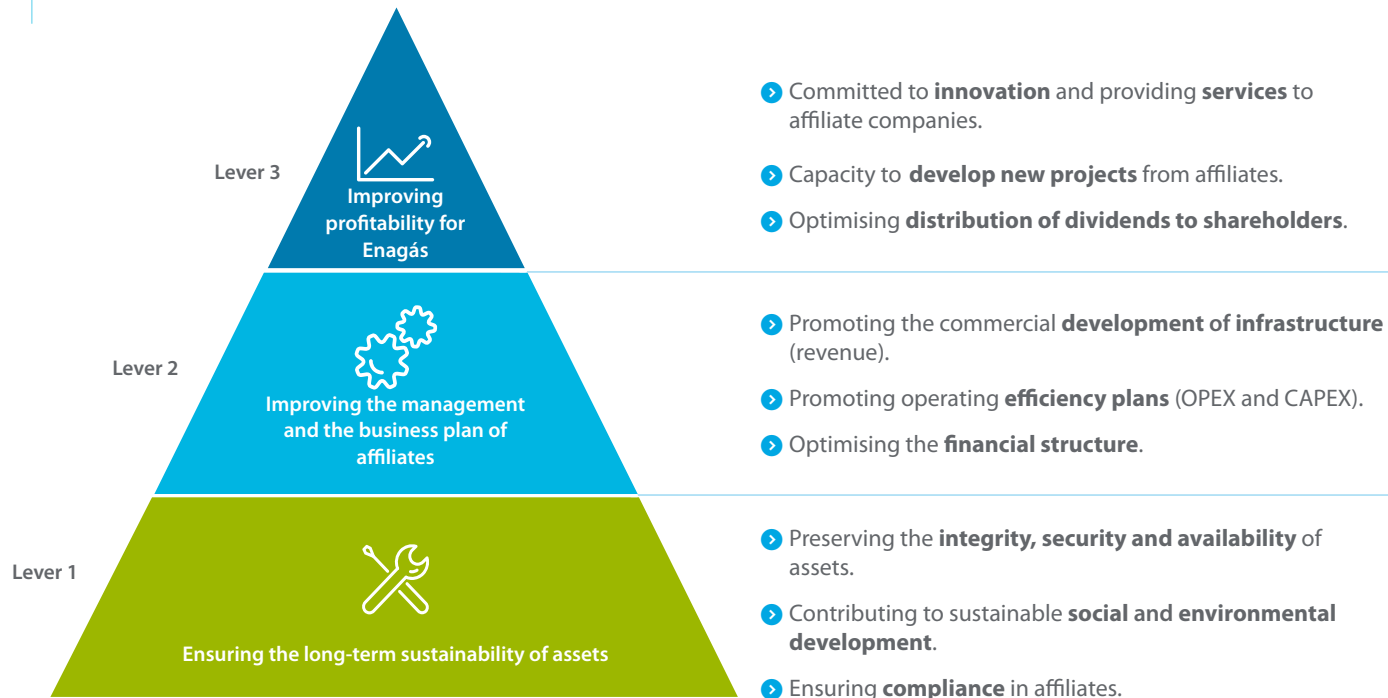 Lever 3
Improving
profitability for
Enagás
Committed to innovation and providing services to
affiliate companies.
Capacity to develop new projects from affiliates.
Optimising distribution of dividends to shareholders.
Lever 2
Improving the management
and the business plan of
affiliates
Promoting the commercial development of infrastructure
(revenue).
Promoting operating efficiency plans (OPEX and CAPEX).
Optimising the financial structure.
Lever 1
Ensuring the long-term sustainability of assets
Preserving the integrity, security and availability of
assets.
Contributing to sustainable social and environmental
development.
Ensuring compliance in affiliates.